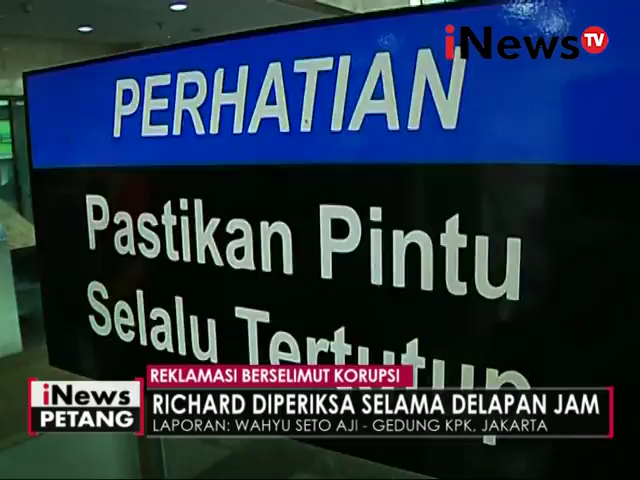 iNews TV
PERHATIAN
Pastikan Pintu
Selalu Tertutup
REKLAMASI BERSELIMUT KORUPSI
iNews
PETANG
RICHARD DIPERIKSA SELAMA DELAPAN JAM
LAPORAN: WAHYU SETO AJI - GEDUNG KPK, JAKARTA